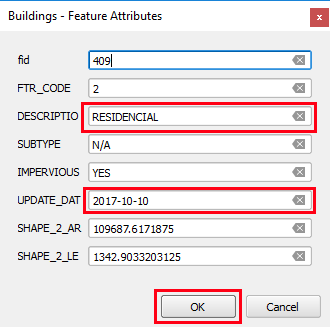 Buildings - Feature Attributes
fid 409
FTR_CODE 2
DESCRIPTIO RESIDENCIAL
SUBTYPE N/A
IMPERVIOUS YES
UPDATE_DAT 2017-10-10
SHAPE_2_AR 109687.6171875
SHAPE_2_LE 1342.9033203125
OK Cancel